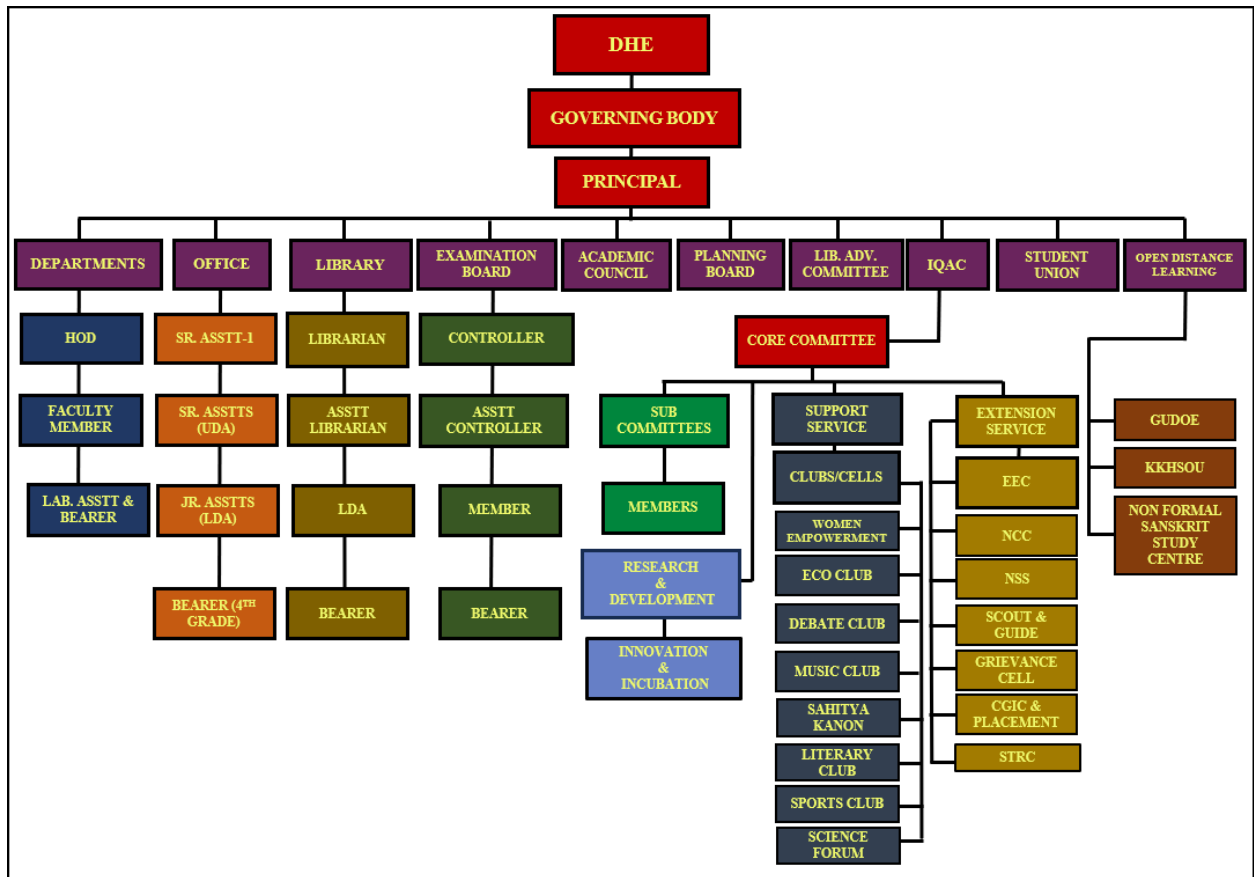 DHE
GOVERNING BODY
PRINCIPAL
DEPARTMENTS
OFFICE
LIBRARY
EXAMINATION
BOARD
ACADEMIC
COUNCIL
PLANNING
BOARD
LIB. ADV.
COMMITTEE
IQAC
STUDENT
UNION
OPEN DISTANCE
LEARNING
HOD
FACULTY
MEMBER
LAB. ASSTT &
BEARER
SR. ASSTT-1
SR. ASSTTS
(UDA)
JR. ASSTTS
(LDA)
BEARER (4TH
GRADE)
LIBRARIAN
ASSTT
LIBRARIAN
LDA
BEARER
CONTROLLER
ASSTT
CONTROLLER
MEMBER
BEARER
CORE COMMITTEE
SUB
COMMITTEES
MEMBERS
RESEARCH
&
DEVELOPMENT
INNOVATION
&
INCUBATION
SUPPORT
SERVICE
CLUBS/CELLS
WOMEN
EMPOWERMENT
ECO CLUB
DEBATE CLUB
MUSIC CLUB
SAHITYA
KANON
LITERARY
CLUB
SPORTS CLUB
SCIENCE
FORUM
EXTENSION
SERVICE
EEC
NCC
NSS
SCOUT &
GUIDE
GRIEVANCE
CELL
CGIC &
PLACEMENT
STRC
GUDOE
KKHSOU
NON FORMAL
SANSKRIT
STUDY
CENTRE